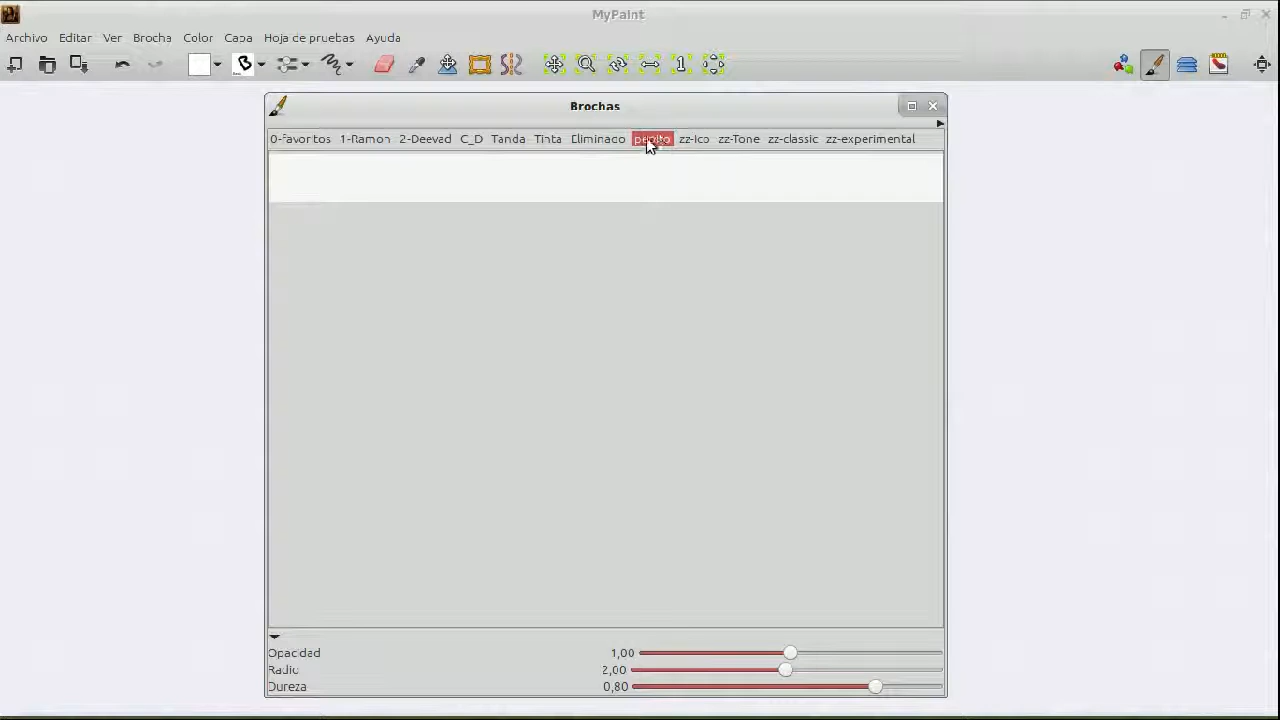 MyPaint
Archivo Editar Ver Brocha Color Capa Hoja de pruebas Ayuda
Brochas
0-Favoritos 1-Ramon 2-Deevad C_D Tanda Tinta Eliminado zz-Ico zz-Tone zz-classic zz-experimental
Opacidad 1,00
Radio 2,00
Dureza 0,80